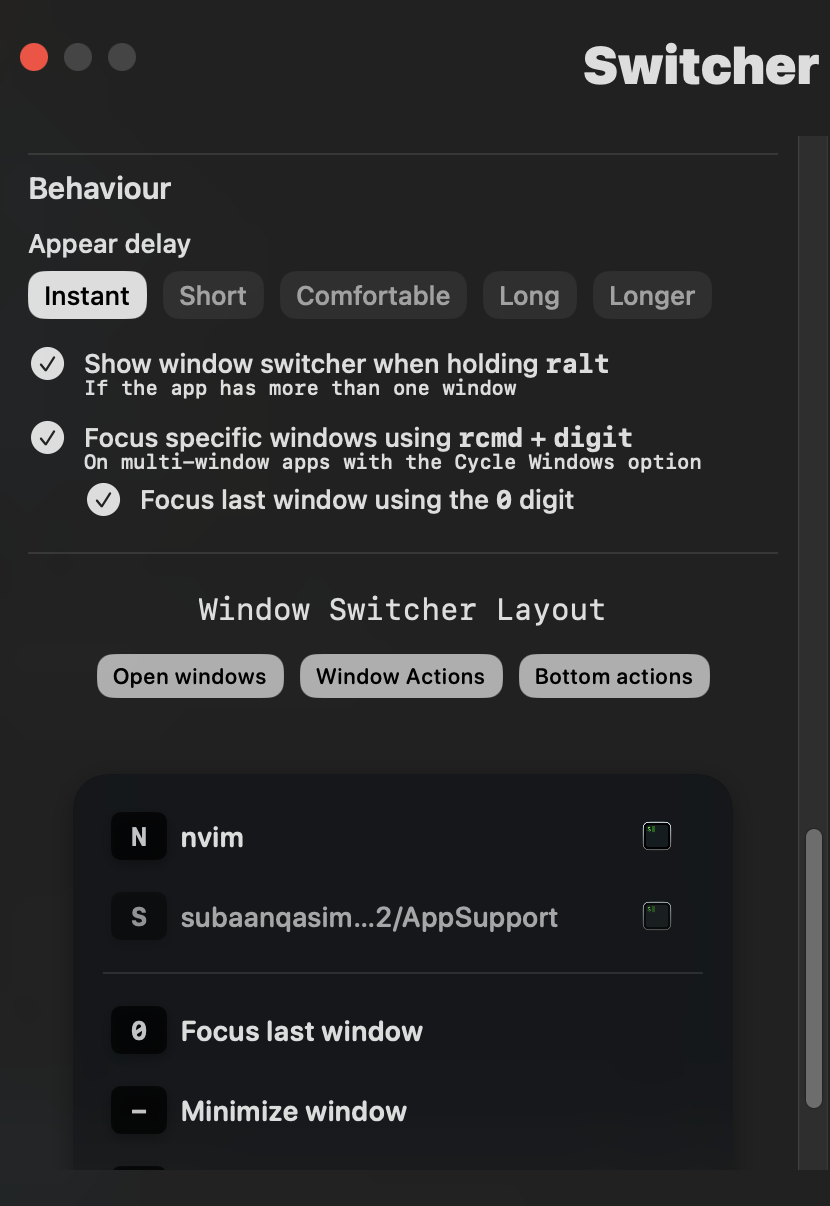 Switcher
Behaviour
Appear delay
Instant Short Comfortable Long Longer
Show window switcher when holding ralt
If the app has more than one window
Focus specific windows using rcmd + digit
On multi-window apps with the Cycle Windows option
Focus last window using the 0 digit
Window Switcher Layout
Open windows Window Actions Bottom actions
N nvim
S subaanqasim...2/AppSupport
0 Focus last window
– Minimize window